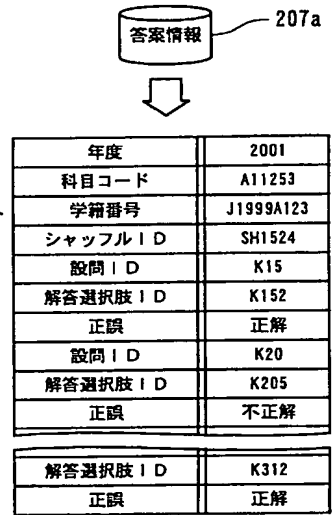 答案情報
207a
年度 2001
科目コード A11253
学籍番号 J1999A123
シャッフルID SH1524
設問ID K15
解答選択肢ID K152
正誤 正解
設問ID K20
解答選択肢ID K205
正誤 不正解
解答選択肢ID K312
正誤 正解